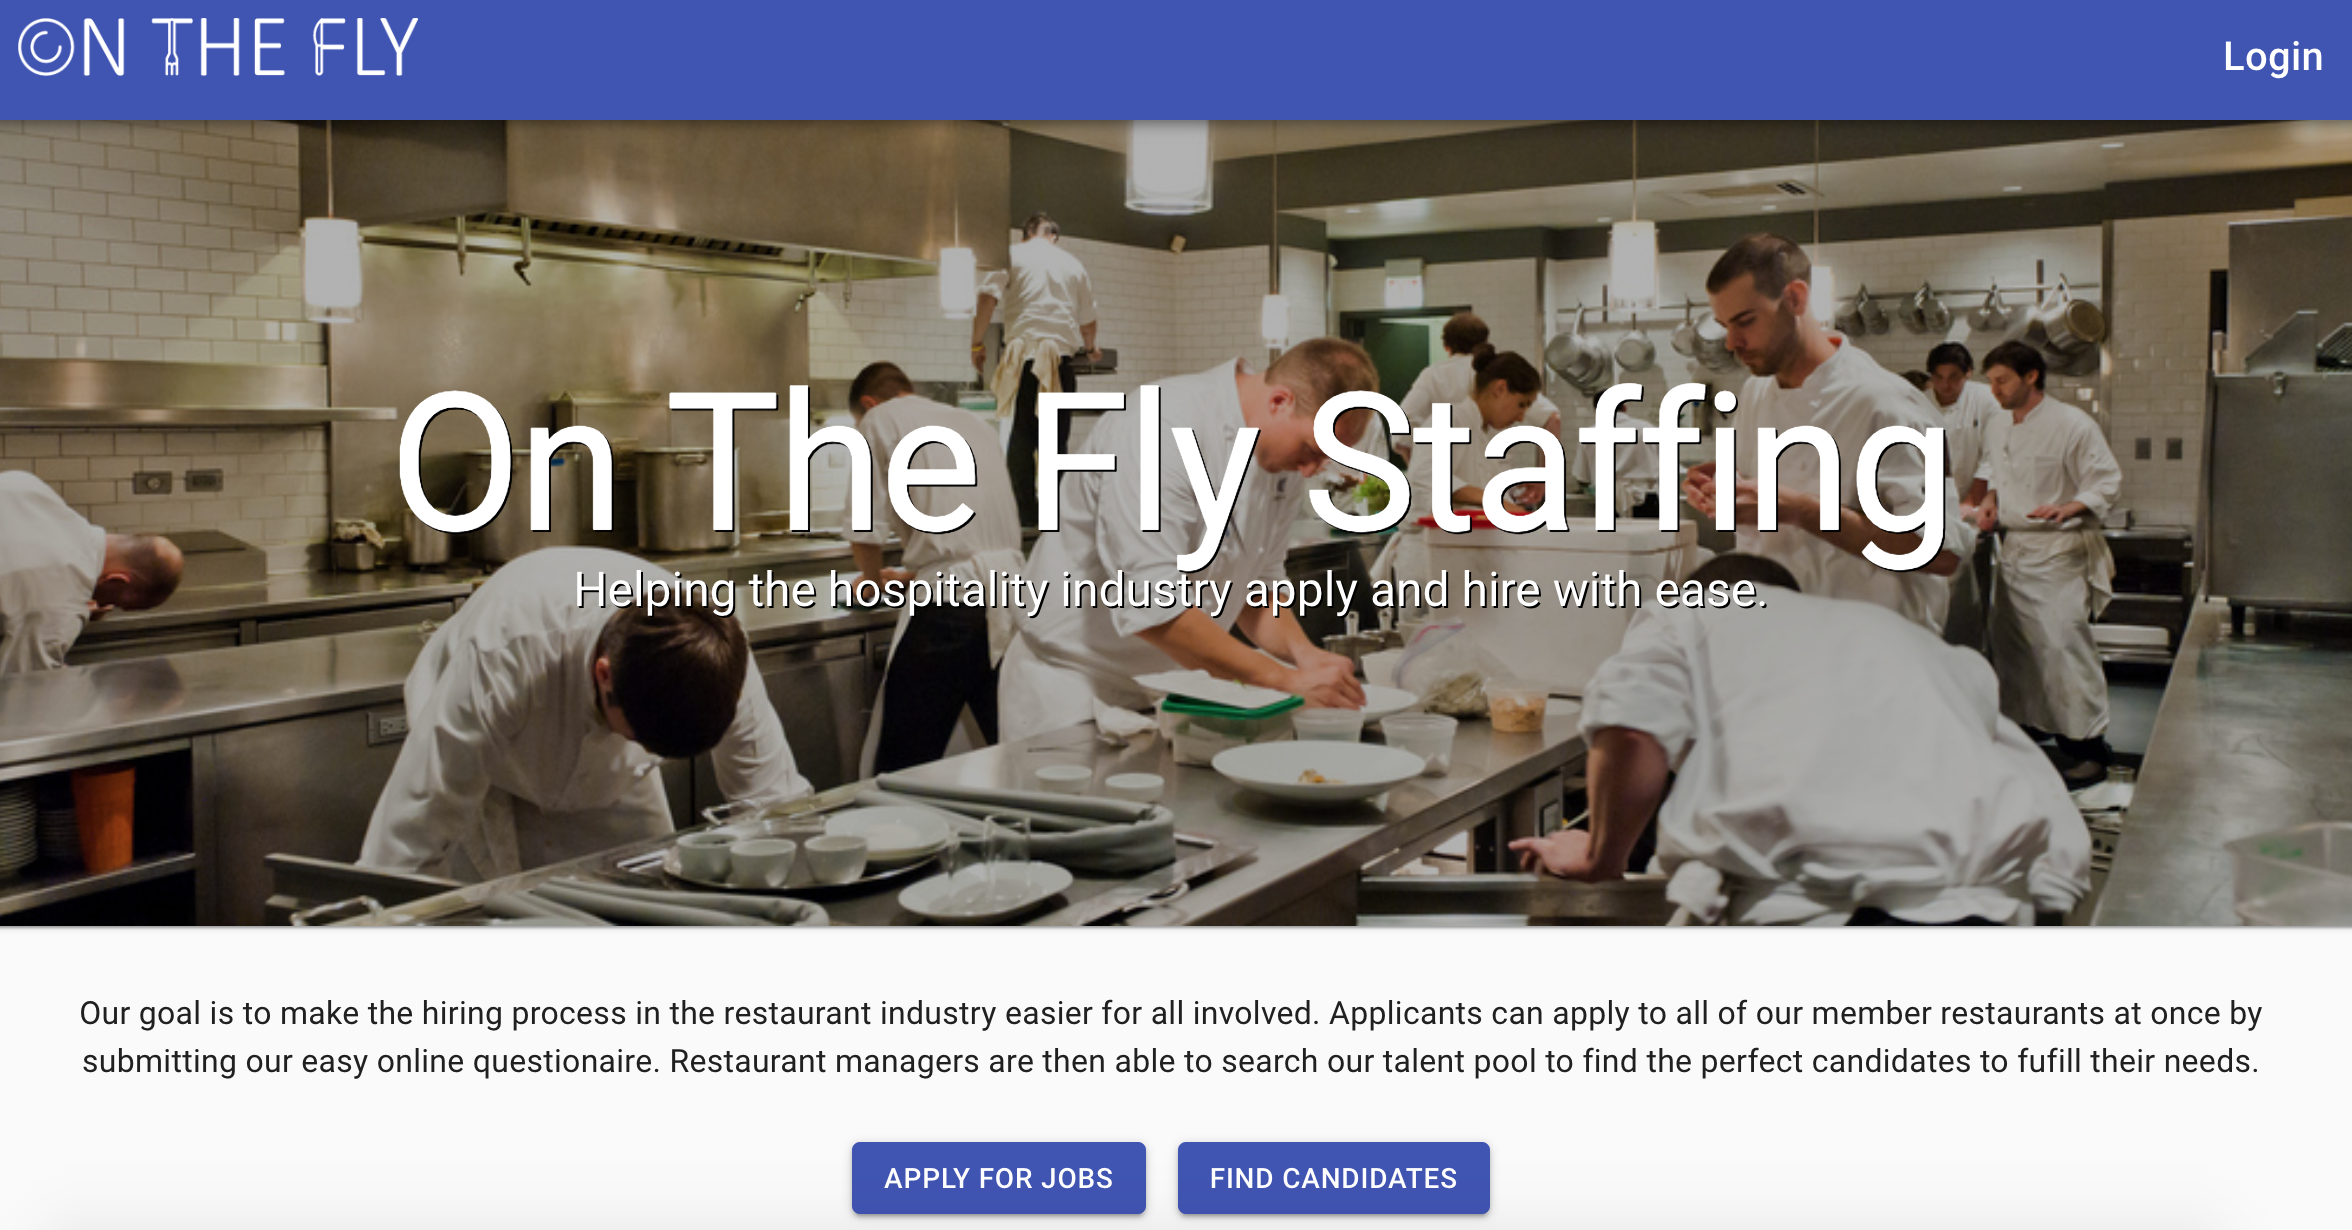 ON THE FLY
Login
On The Fly Staffing
Helping the hospitality industry apply and hire with ease.
Our goal is to make the hiring process in the restaurant industry easier for all involved. Applicants can apply to all of our member restaurants at once by
submitting our easy online questionaire. Restaurant managers are then able to search our talent pool to find the perfect candidates to fufill their needs.
APPLY FOR JOBS
FIND CANDIDATES